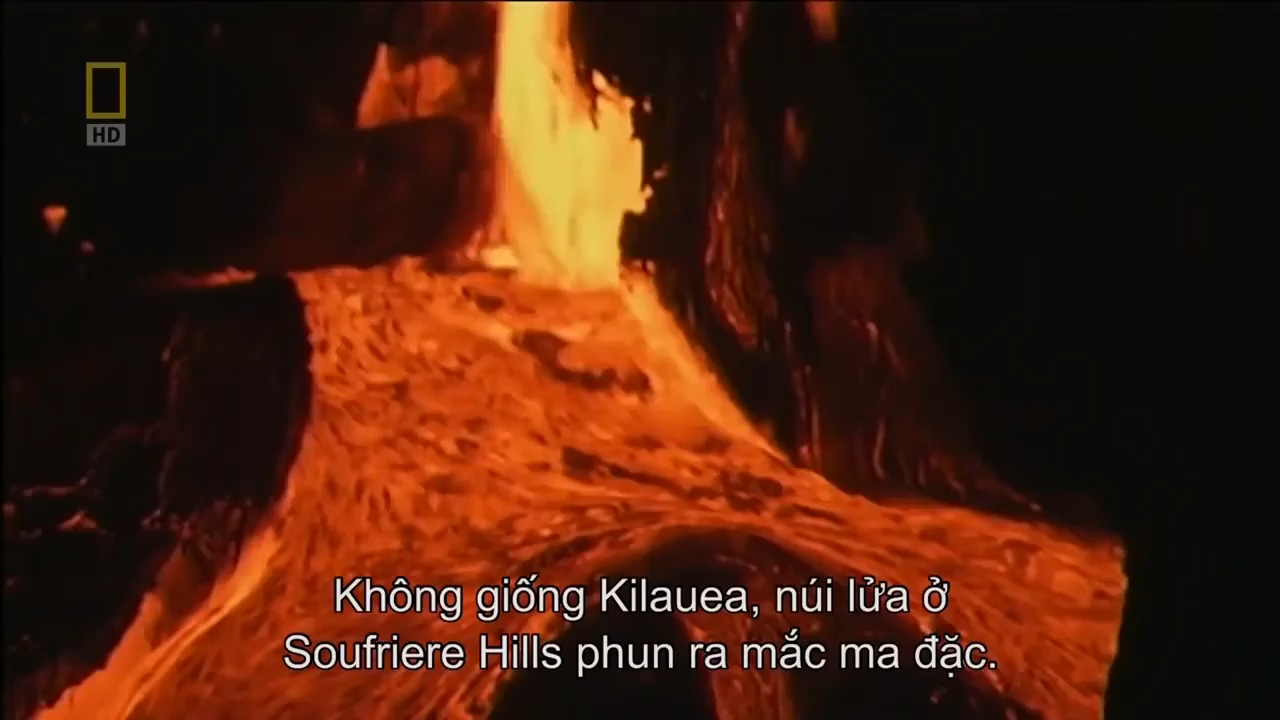 HD
Không giống Kilauea, núi lửa ở
Soufriere Hills phun ra mắc ma đặc.